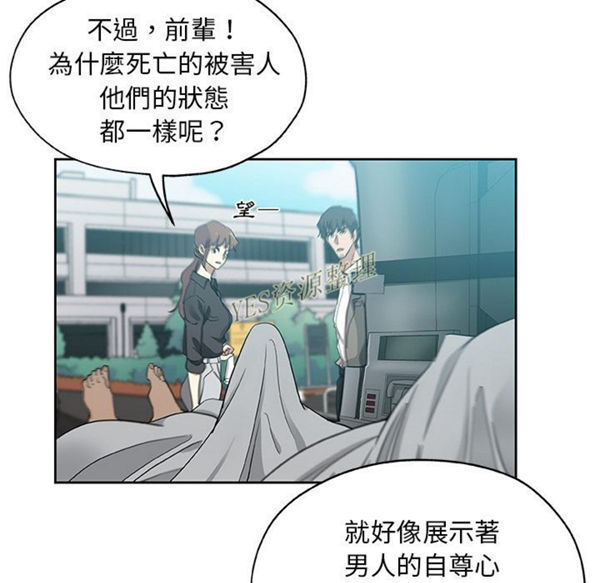 不過，前輩！
為什麼死亡的被害人
他們的狀態
都一樣呢？
望—
YES资源整理
就好像展示著
男人的自尊心